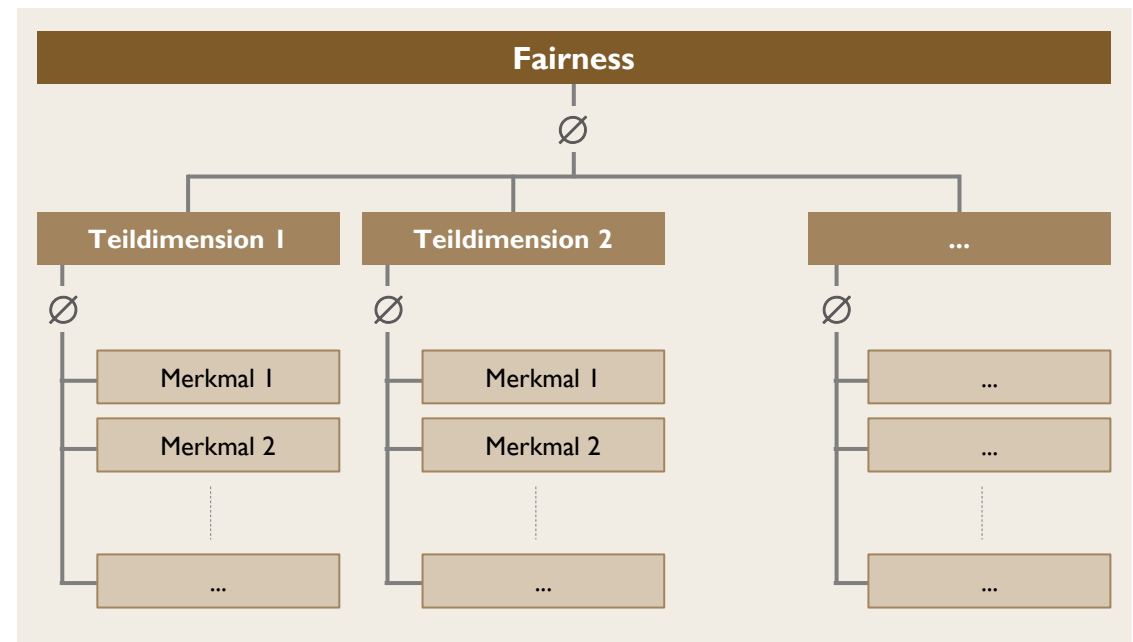 Fairness
∅
Teildimension 1
Teildimension 2
...
∅
∅
∅
Merkmal 1
Merkmal 1
...
Merkmal 2
Merkmal 2
...
...
...
...